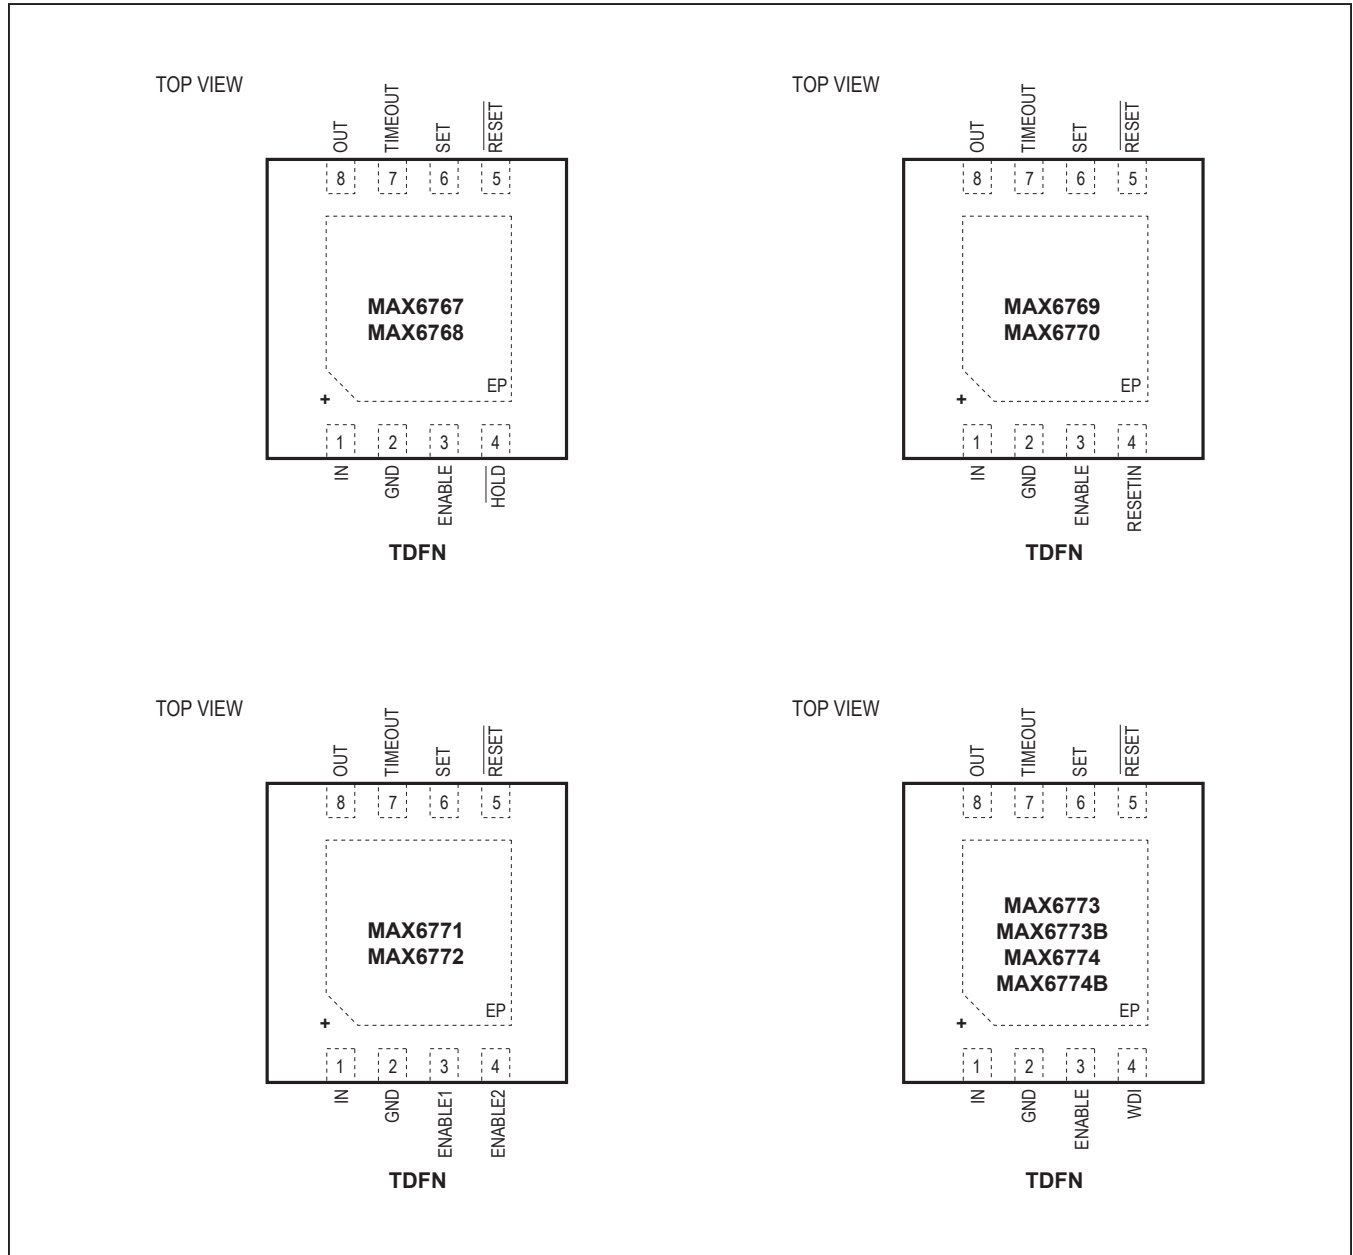 TOP VIEW
OUT
TIMEOUT
SET
RESET
8
7
6
5
MAX6767
MAX6768
EP
+
1
2
3
4
IN
GND
ENABLE
HOLD
TDFN
TOP VIEW
OUT
TIMEOUT
SET
RESET
8
7
6
5
MAX6769
MAX6770
EP
+
1
2
3
4
IN
GND
ENABLE
RESETIN
TDFN
TOP VIEW
OUT
TIMEOUT
SET
RESET
8
7
6
5
MAX6771
MAX6772
EP
+
1
2
3
4
IN
GND
ENABLE1
ENABLE2
TDFN
TOP VIEW
OUT
TIMEOUT
SET
RESET
8
7
6
5
MAX6773
MAX6773B
MAX6774
MAX6774B
EP
+
1
2
3
4
IN
GND
ENABLE
WDI
TDFN